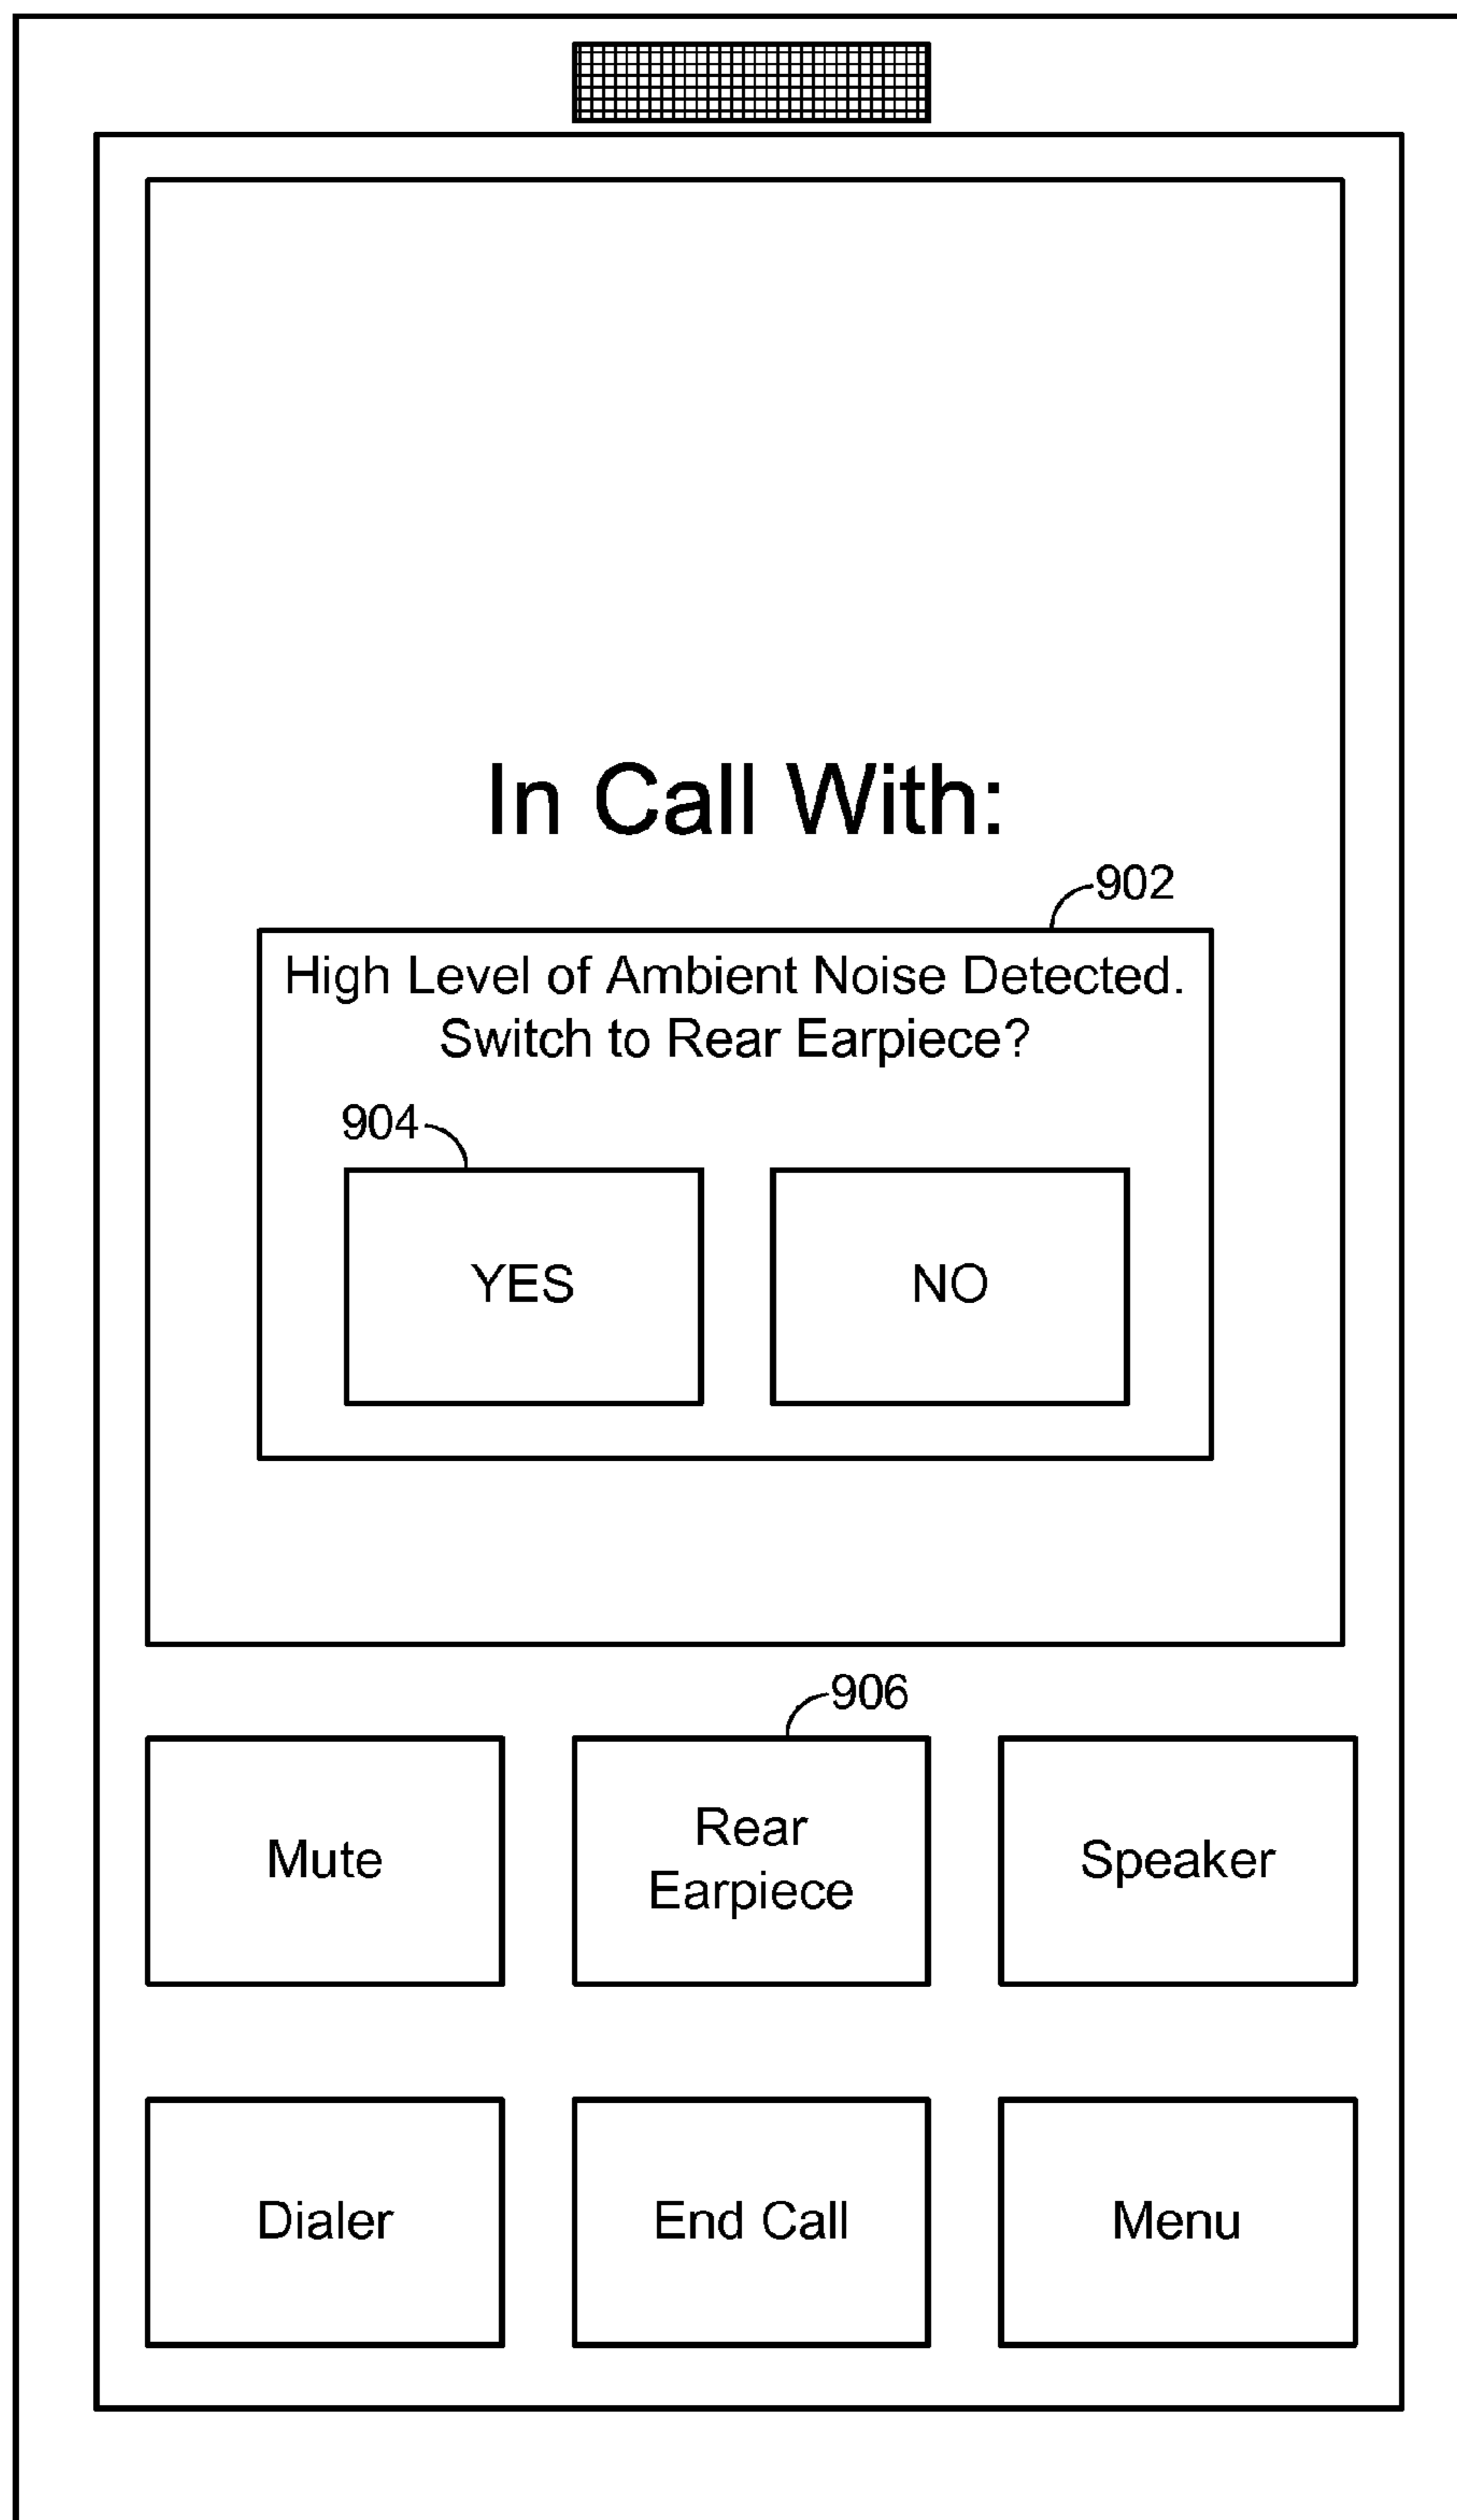 In Call With:
902
High Level of Ambient Noise Detected.
Switch to Rear Earpiece?
904
YES
NO
906
Mute
Rear
Earpiece
Speaker
Dialer
End Call
Menu